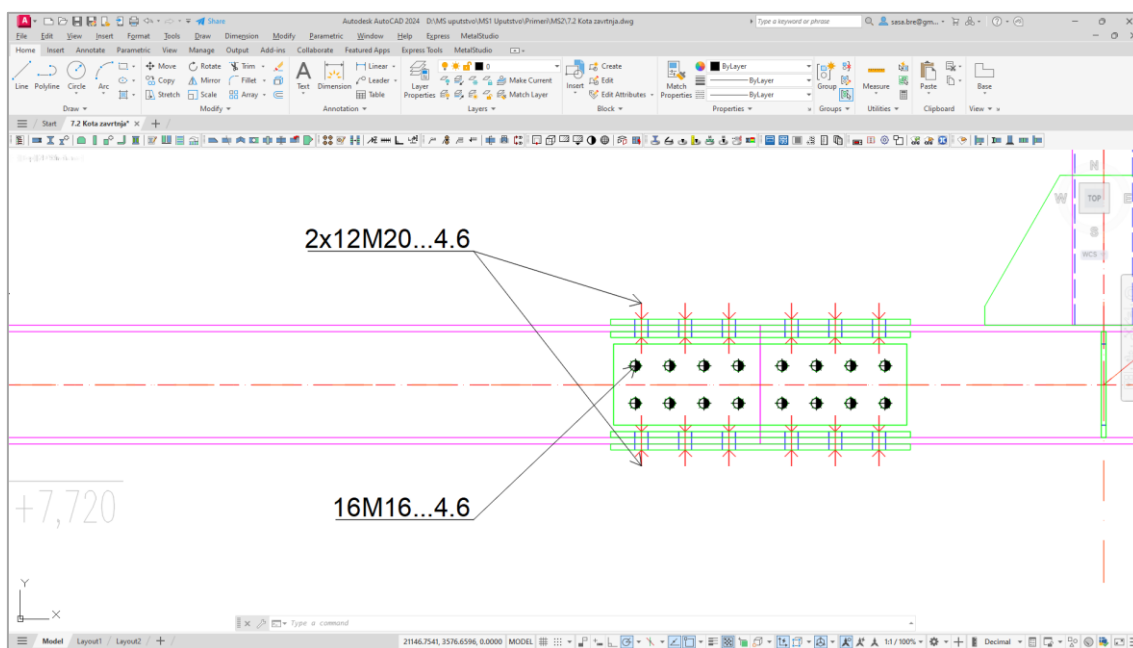 Share
Autodesk AutoCAD 2024 D:\MS uputstvo\MS1 Uputstvo\Primeri\MS2\7.2 Kota zavrtnja.dwg
Type a keyword or phrase
sasa.bre@gm...
File Edit View Insert Format Tools Draw Dimension Modify Parametric Window Help Express MetalStudio
Home Insert Annotate Parametric View Manage Output Add-ins Collaborate Featured Apps Express Tools MetalStudio
Line Polyline Circle Arc
Move Rotate Trim
Copy Mirror Fillet
Stretch Scale Array
Text Dimension
Linear
Leader
Table
Layer Properties
0
Make Current
Match Layer
Insert
Create
Edit
Edit Attributes
Match Properties
ByLayer
ByLayer
ByLayer
Group
Measure
Paste
Base
Draw Modify Annotation Layers Block Properties Groups Utilities Clipboard View
Start 7.2 Kota zavrtnja*
N
W TOP E
S
WCS
2x12M20...4.6
16M16...4.6
+7,720
Y
X
Type a command
Model Layout1 Layout2
21146.7541, 3576.6596, 0.0000 MODEL
1:1 / 100%
Decimal